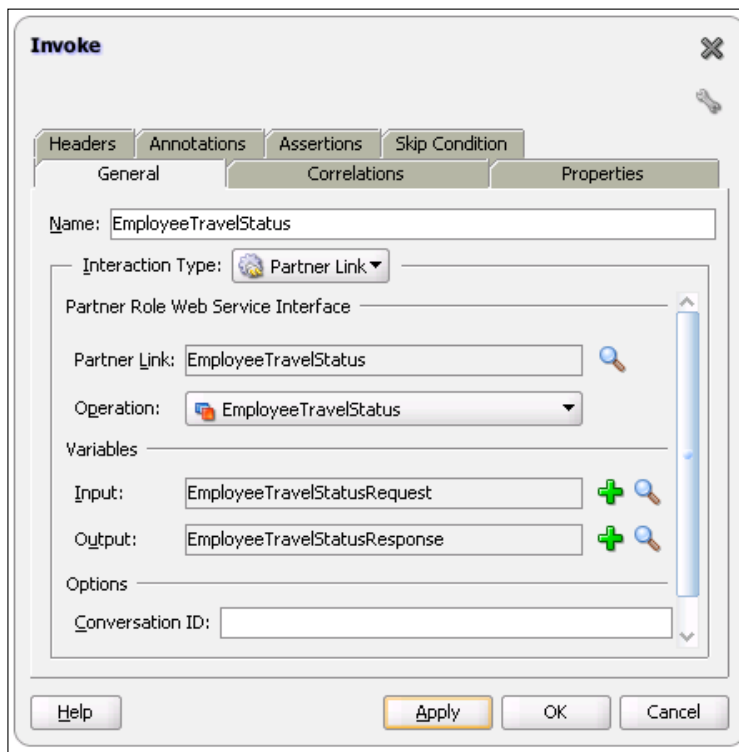 Invoke
Headers Annotations Assertions Skip Condition
General Correlations Properties
Name: EmployeeTravelStatus
Interaction Type: Partner Link
Partner Role Web Service Interface
Partner Link: EmployeeTravelStatus
Operation: EmployeeTravelStatus
Variables
Input: EmployeeTravelStatusRequest
Output: EmployeeTravelStatusResponse
Options
Conversation ID:
Help Apply OK Cancel